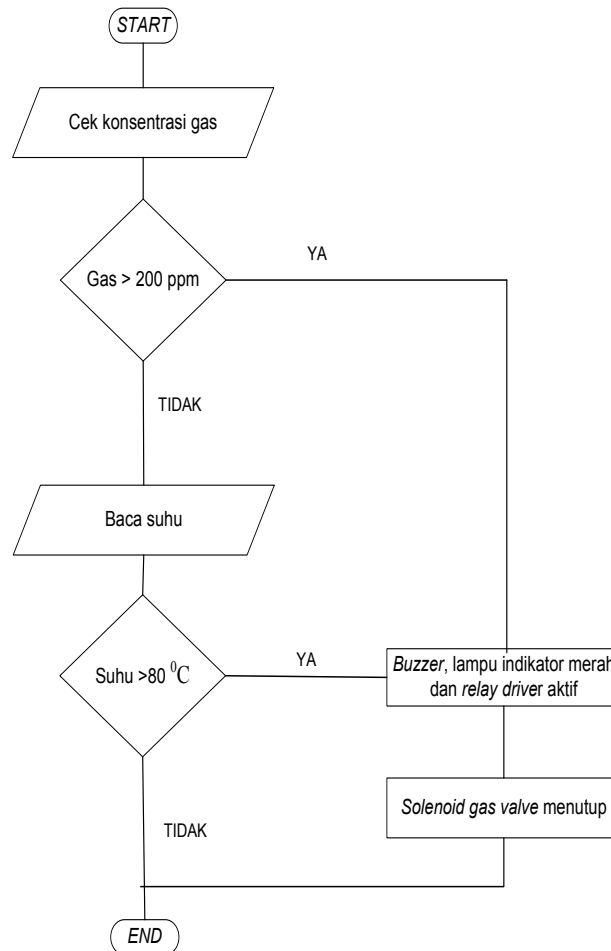 START
Cek konsentrasi gas
Gas > 200 ppm
YA
TIDAK
Baca suhu
Suhu >80 ⁰C
YA
Buzzer, lampu indikator merah
dan relay driver aktif
Solenoid gas valve menutup
TIDAK
END